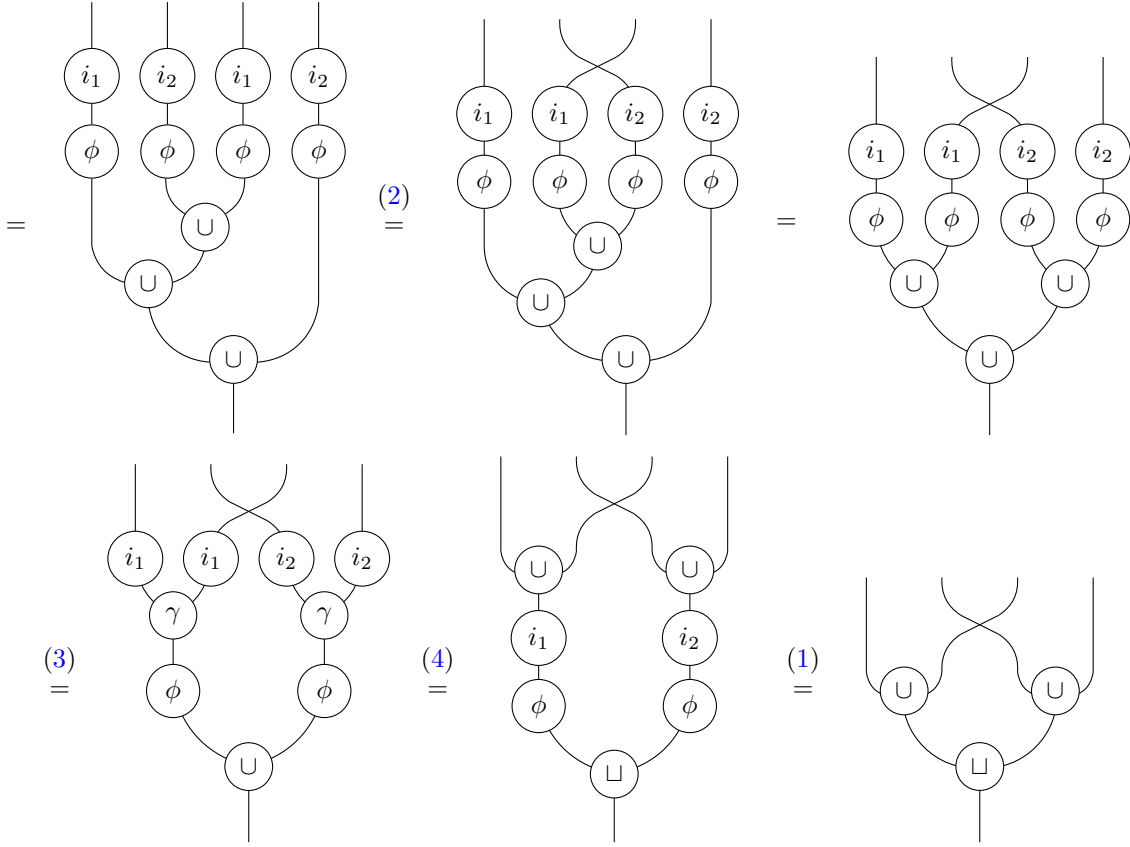 =
i₁ i₂ i₁ i₂
ϕ ϕ ϕ ϕ
∪
∪
∪
(2)
=
i₁ i₁ i₂ i₂
ϕ ϕ ϕ ϕ
∪
∪
∪
=
i₁ i₁ i₂ i₂
ϕ ϕ ϕ ϕ
∪ ∪
∪
(3)
=
i₁ i₁ i₂ i₂
γ γ
ϕ ϕ
∪
(4)
=
∪ ∪
i₁ i₂
ϕ ϕ
⊔
(1)
=
∪ ∪
⊔